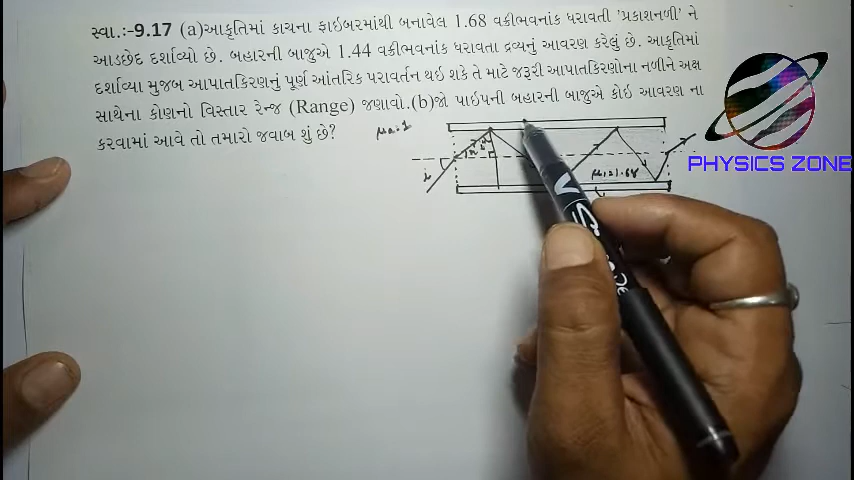 સ્વા.:-9.17 (a)આકૃતિમાં કાચના ફાઇબરમાંથી બનાવેલ 1.68 વક્રીભવનાંક ધરાવતી 'પ્રકાશનળી' ને
આડછેદ દર્શાવ્યો છે. બહારની બાજુએ 1.44 વક્રીભવનાંક ધરાવતા દ્રવ્યનું આવરણ કરેલું છે. આકૃતિમાં
દર્શાવ્યા મુજબ આપાતકિરણનું પૂર્ણ આંતરિક પરાવર્તન થઇ શકે તે માટે જરૂરી આપાતકિરણોના નળીને અક્ષ
સાથેના કોણનો વિસ્તાર રેન્જ (Range) જણાવો.(b)જો પાઇપની બહારની બાજુએ કોઇ આવરણ ના
કરવામાં આવે તો તમારો જવાબ શું છે?
μa=1
PHYSICS ZONE
i
r
μ1=1.68